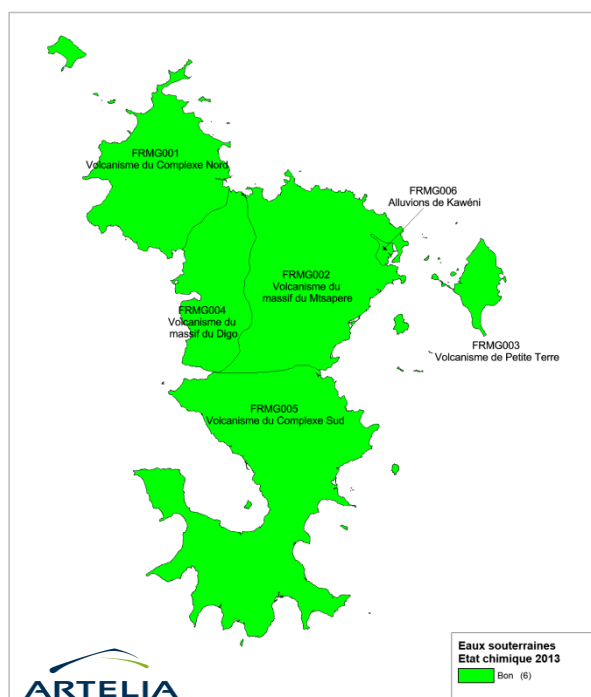 FRMG001
Volcanisme du Complexe Nord
FRMG006
Alluvions de Kawéni
FRMG002
Volcanisme du
massif du Mtsapere
FRMG004
Volcanisme du
massif du Digo
FRMG003
Volcanisme de Petite Terre
FRMG005
Volcanisme du Complexe Sud
Eaux souterraines
Etat chimique 2013
Bon (6)
ARTELIA